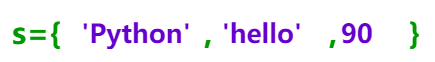 s={ 'Python' , 'hello' ,90 }